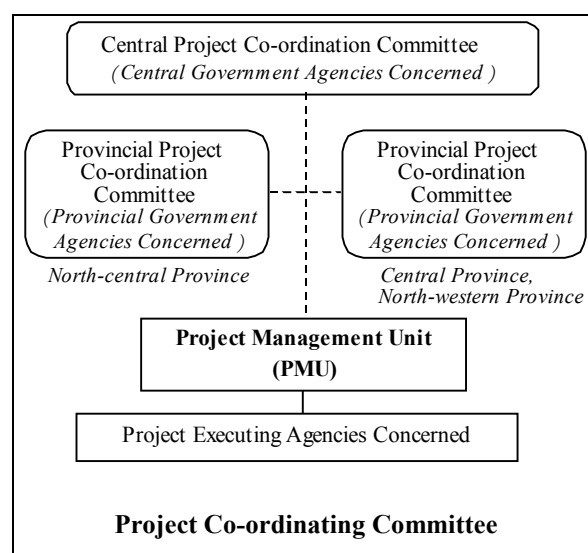 Central Project Co-ordination Committee
(Central Government Agencies Concerned )
Provincial Project
Co-ordination
Committee
(Provincial Government
Agencies Concerned )
North-central Province
Provincial Project
Co-ordination
Committee
(Provincial Government
Agencies Concerned )
Central Province,
North-western Province
Project Management Unit
(PMU)
Project Executing Agencies Concerned
Project Co-ordinating Committee